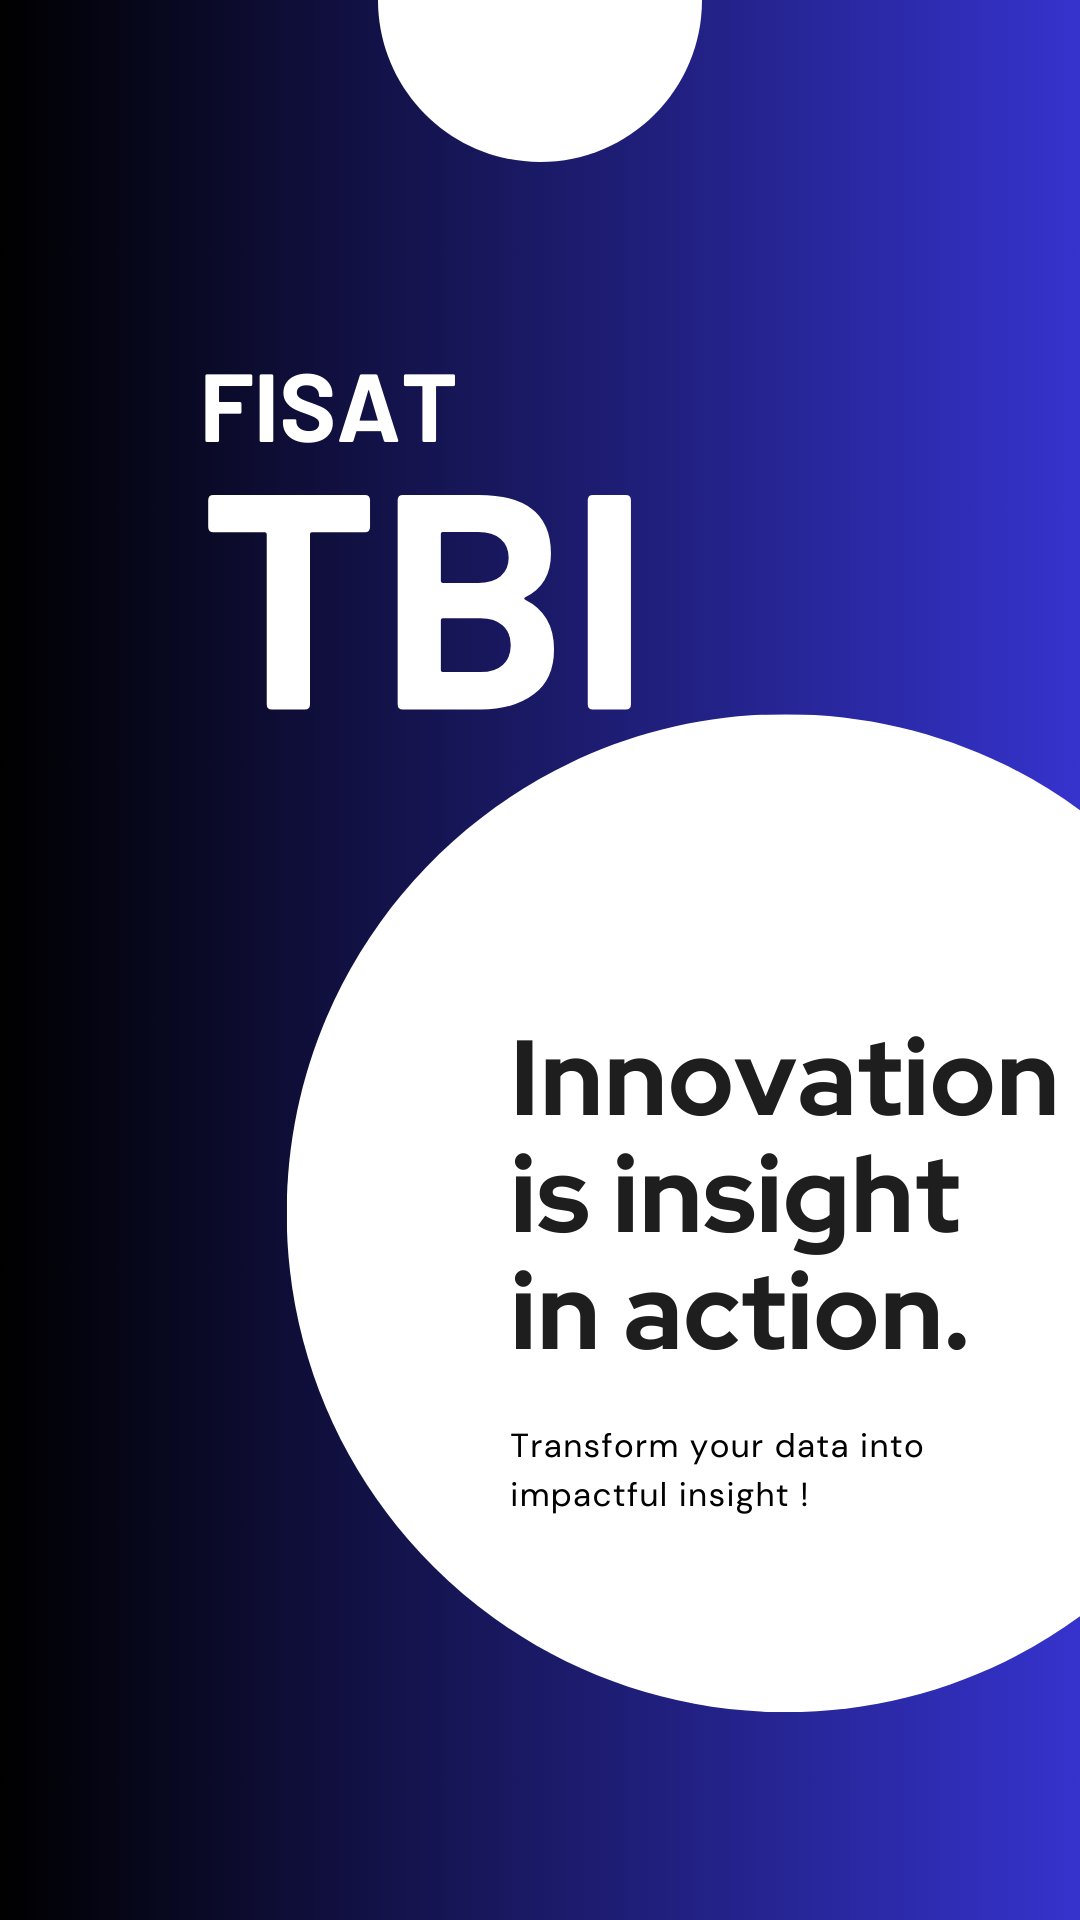 FISAT
TBI
Innovation
is insight
in action.
Transform your data into
impactful insight !